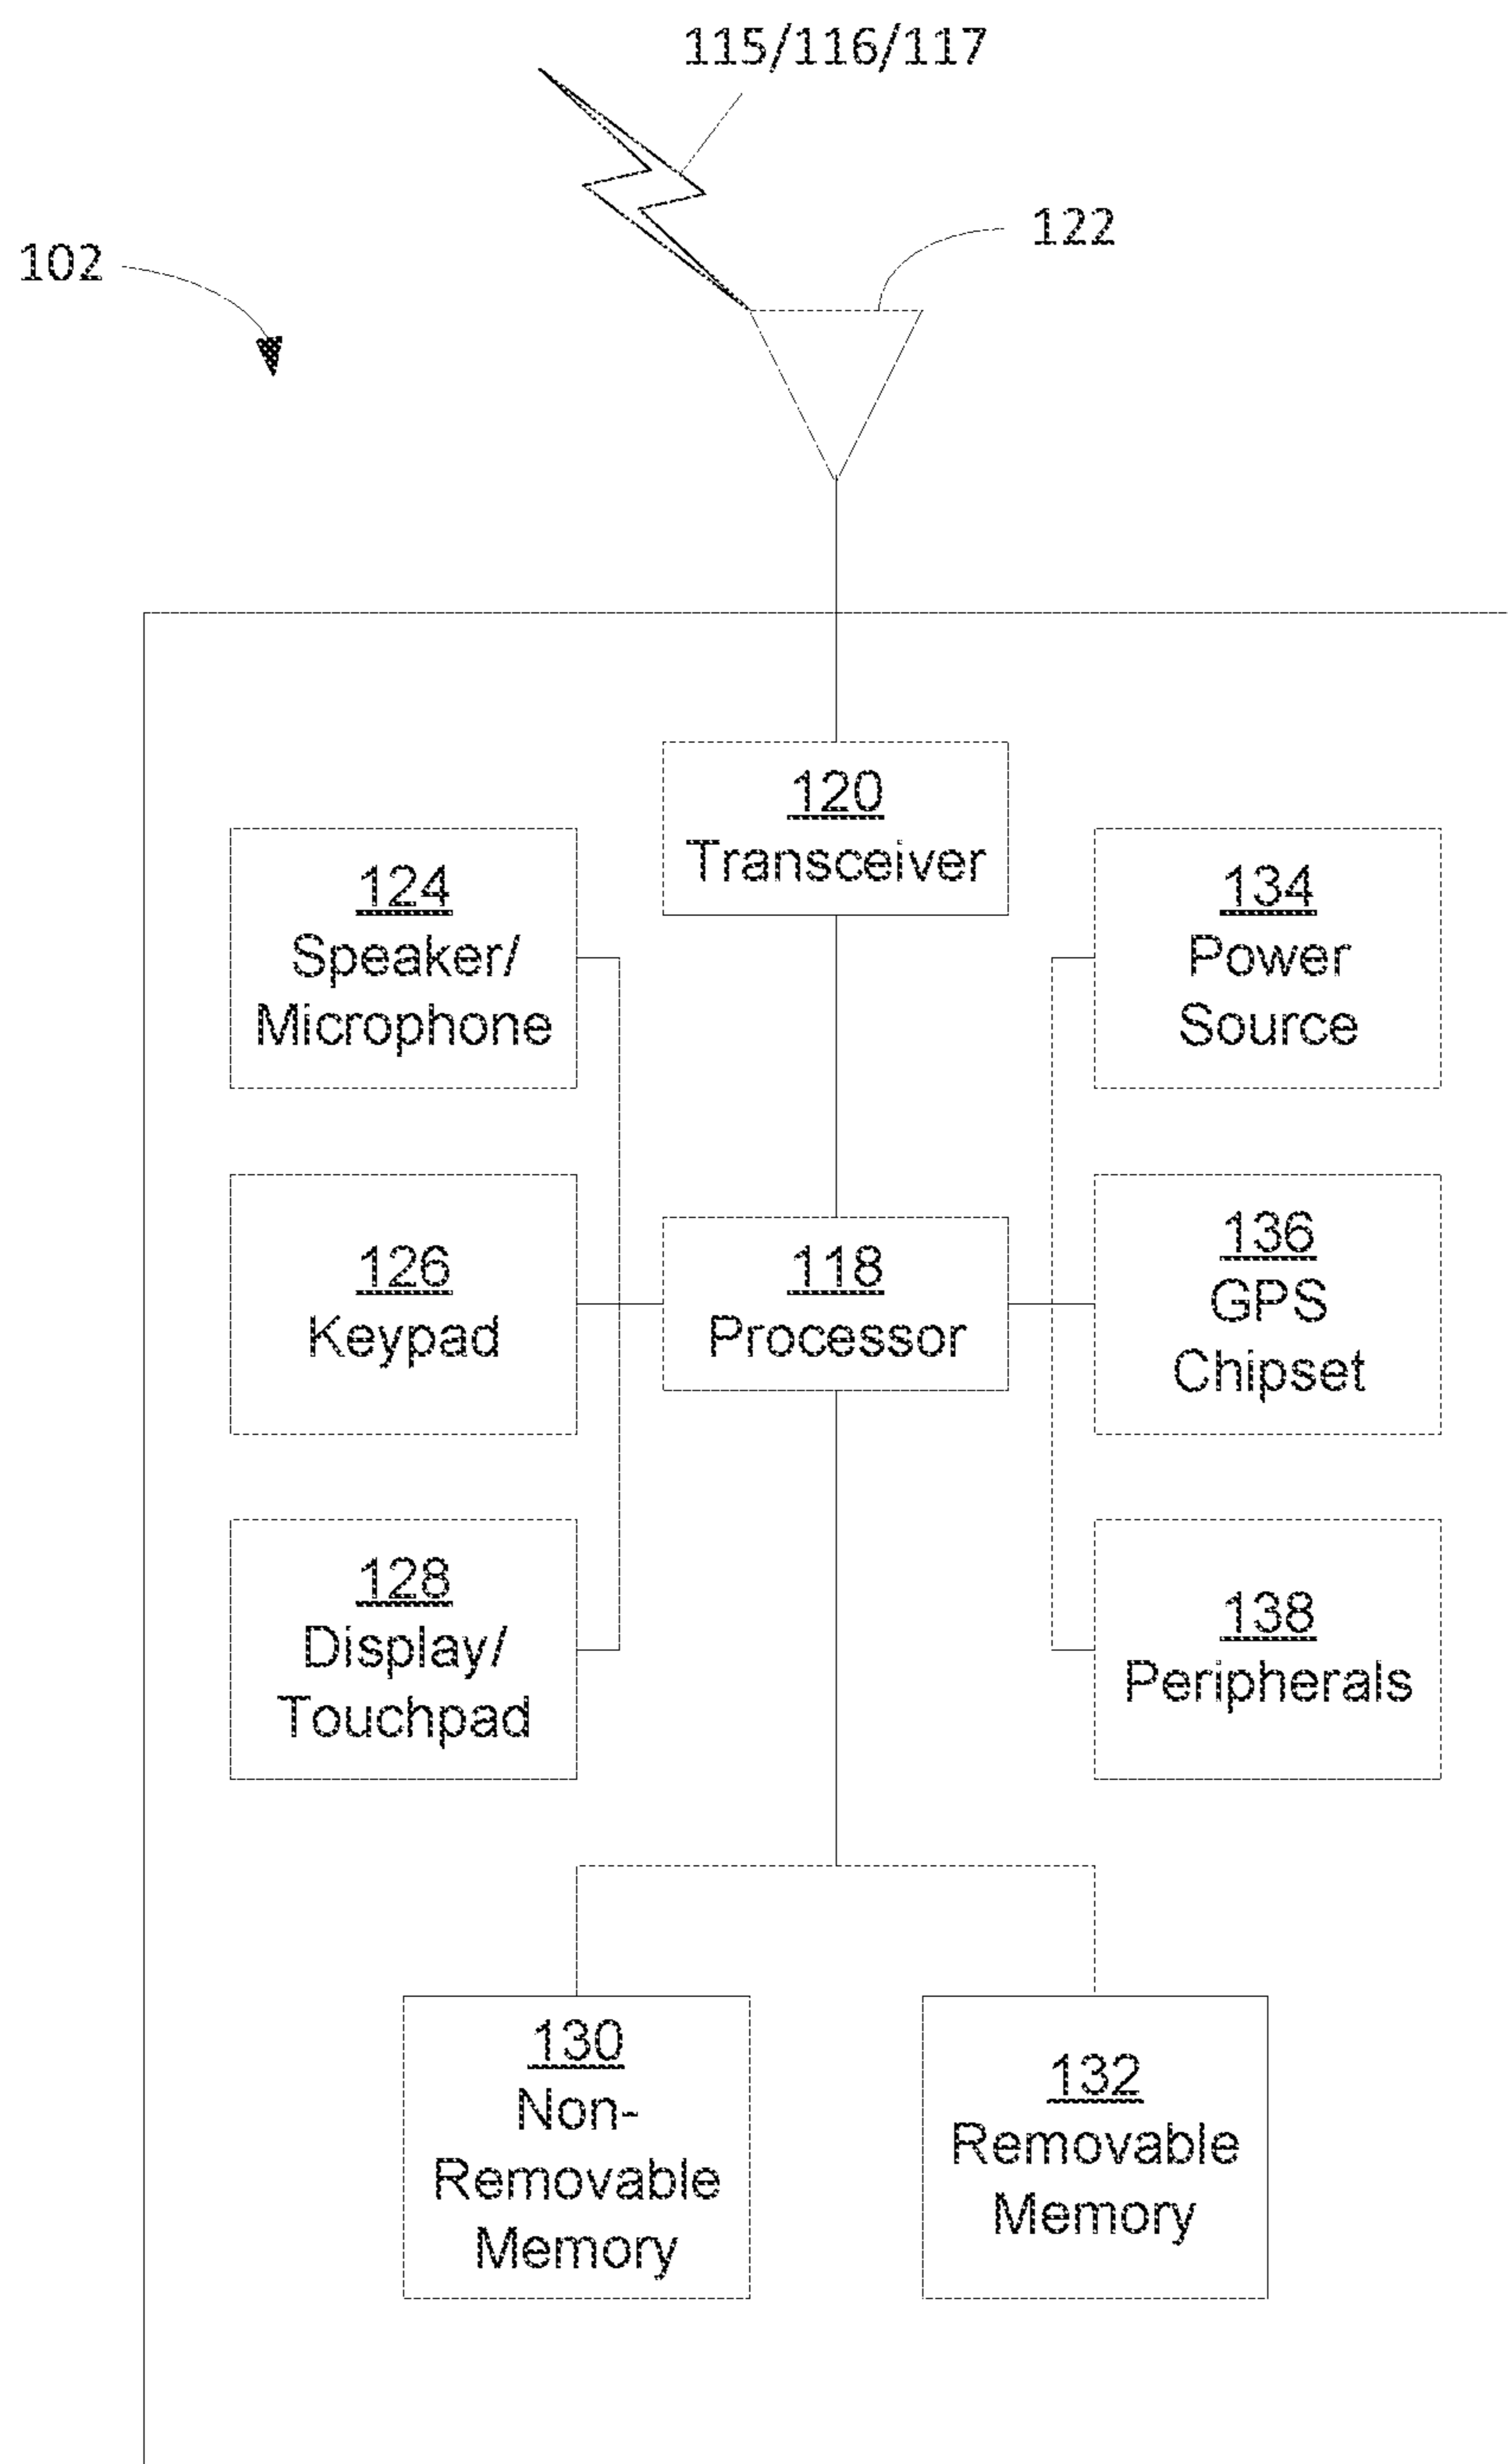 115/116/117
122
102
120
Transceiver
124
Speaker/
Microphone
134
Power
Source
126
Keypad
118
Processor
136
GPS
Chipset
128
Display/
Touchpad
138
Peripherals
130
Non-
Removable
Memory
132
Removable
Memory